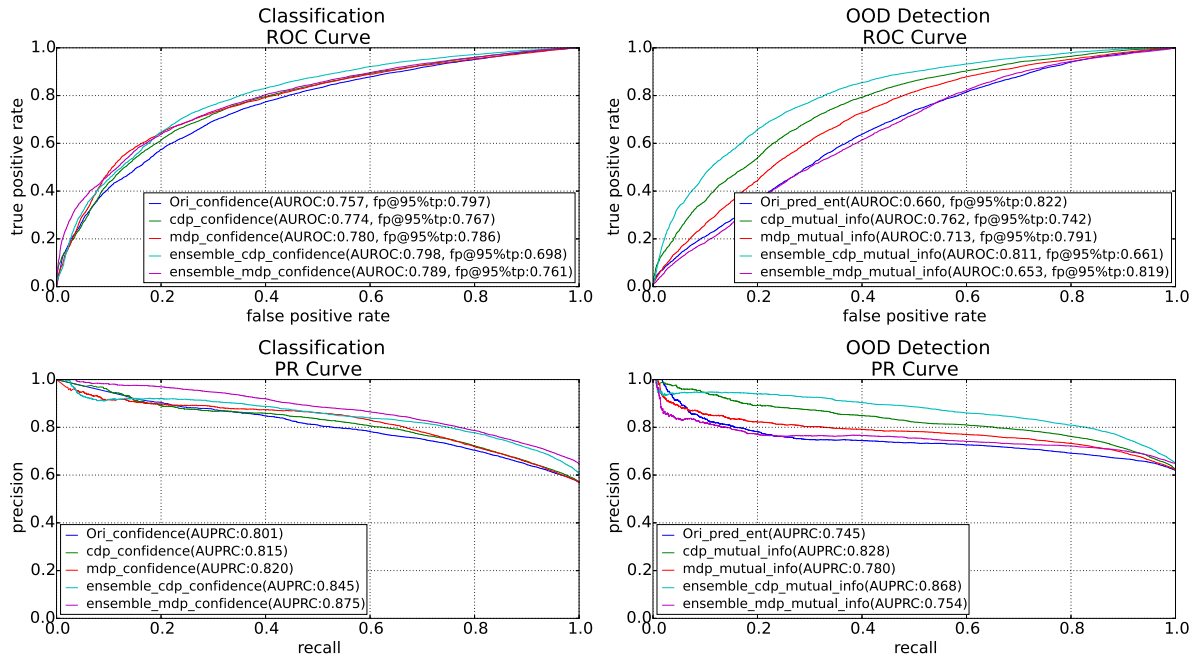 Classification
ROC Curve
true positive rate
1.0
0.8
0.6
0.4
0.2
0.0
Ori_confidence(AUROC:0.757, fp@95%tp:0.797)
cdp_confidence(AUROC:0.774, fp@95%tp:0.767)
mdp_confidence(AUROC:0.780, fp@95%tp:0.786)
ensemble_cdp_confidence(AUROC:0.798, fp@95%tp:0.698)
ensemble_mdp_confidence(AUROC:0.789, fp@95%tp:0.761)
0.0 0.2 0.4 0.6 0.8 1.0
false positive rate
OOD Detection
ROC Curve
true positive rate
1.0
0.8
0.6
0.4
0.2
0.0
Ori_pred_ent(AUROC:0.660, fp@95%tp:0.822)
cdp_mutual_info(AUROC:0.762, fp@95%tp:0.742)
mdp_mutual_info(AUROC:0.713, fp@95%tp:0.791)
ensemble_cdp_mutual_info(AUROC:0.811, fp@95%tp:0.661)
ensemble_mdp_mutual_info(AUROC:0.653, fp@95%tp:0.819)
0.0 0.2 0.4 0.6 0.8 1.0
false positive rate
Classification
PR Curve
precision
1.0
0.8
0.6
0.4
0.2
0.0
Ori_confidence(AUPRC:0.801)
cdp_confidence(AUPRC:0.815)
mdp_confidence(AUPRC:0.820)
ensemble_cdp_confidence(AUPRC:0.845)
ensemble_mdp_confidence(AUPRC:0.875)
0.0 0.2 0.4 0.6 0.8 1.0
recall
OOD Detection
PR Curve
precision
1.0
0.8
0.6
0.4
0.2
0.0
Ori_pred_ent(AUPRC:0.745)
cdp_mutual_info(AUPRC:0.828)
mdp_mutual_info(AUPRC:0.780)
ensemble_cdp_mutual_info(AUPRC:0.868)
ensemble_mdp_mutual_info(AUPRC:0.754)
0.0 0.2 0.4 0.6 0.8 1.0
recall